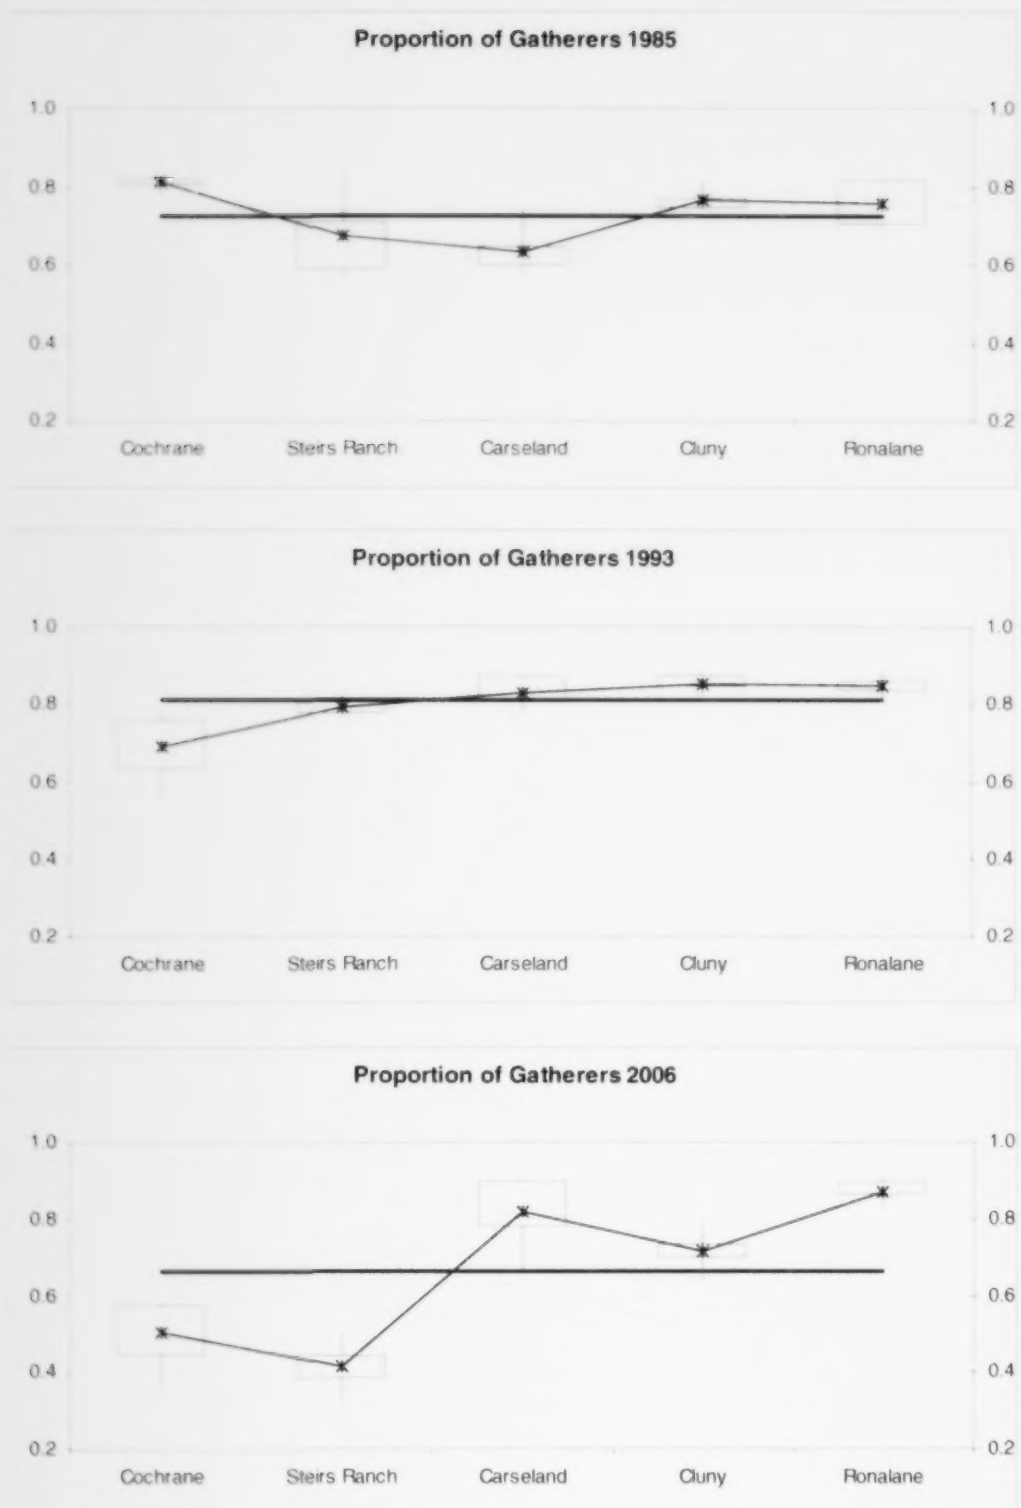 Proportion of Gatherers 1985
1.0 1.0
0.8 0.8
0.6 0.6
0.4 0.4
0.2 0.2
Cochrane Steirs Ranch Carseland Cluny Ronalane
Proportion of Gatherers 1993
1.0 1.0
0.8 0.8
0.6 0.6
0.4 0.4
0.2 0.2
Cochrane Steirs Ranch Carseland Cluny Ronalane
Proportion of Gatherers 2006
1.0 1.0
0.8 0.8
0.6 0.6
0.4 0.4
0.2 0.2
Cochrane Steirs Ranch Carseland Cluny Ronalane